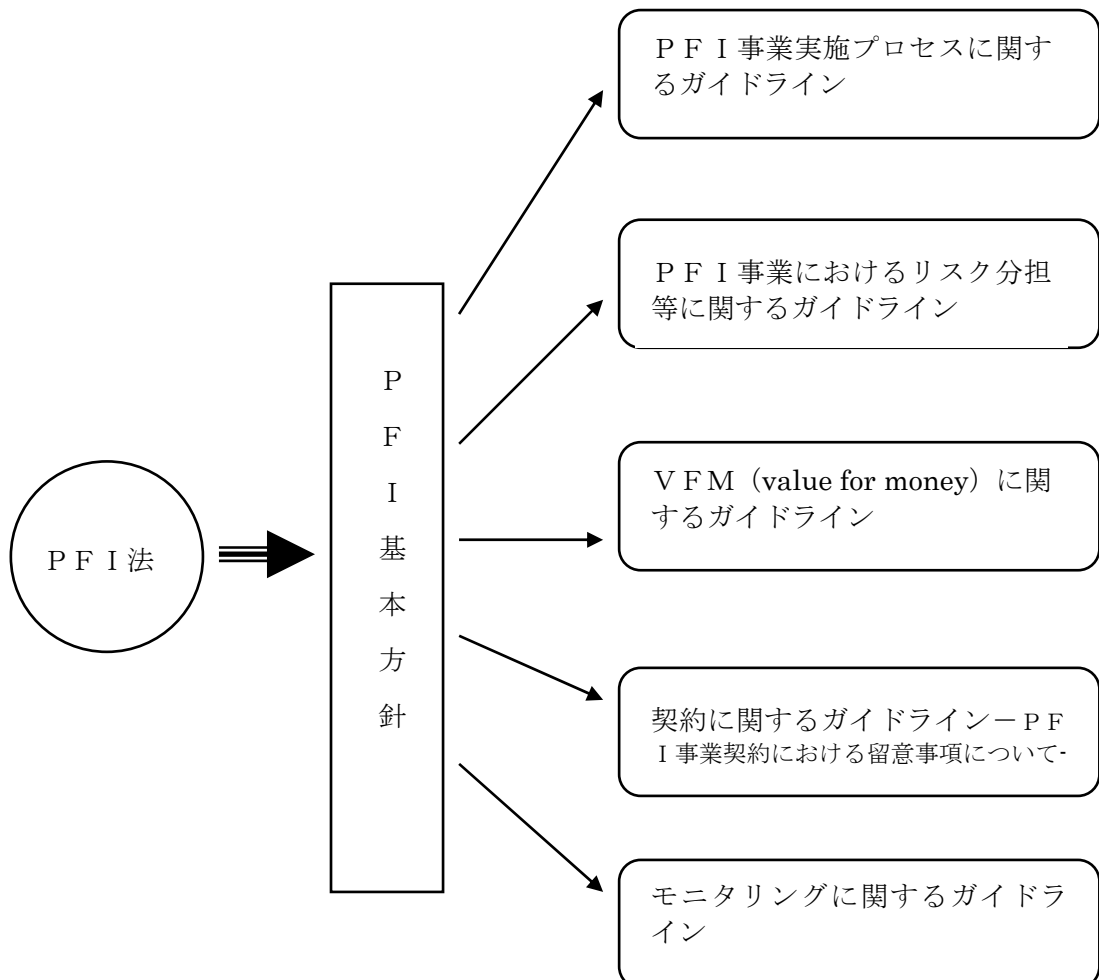 ＰＦＩ事業実施プロセスに関す
るガイドライン
ＰＦＩ事業におけるリスク分担
等に関するガイドライン
ＰＦＩ基本方針
ＰＦＩ法
ＶＦＭ（value for money）に関
するガイドライン
契約に関するガイドライン－ＰＦ
Ｉ事業契約における留意事項について-
モニタリングに関するガイドラ
イン